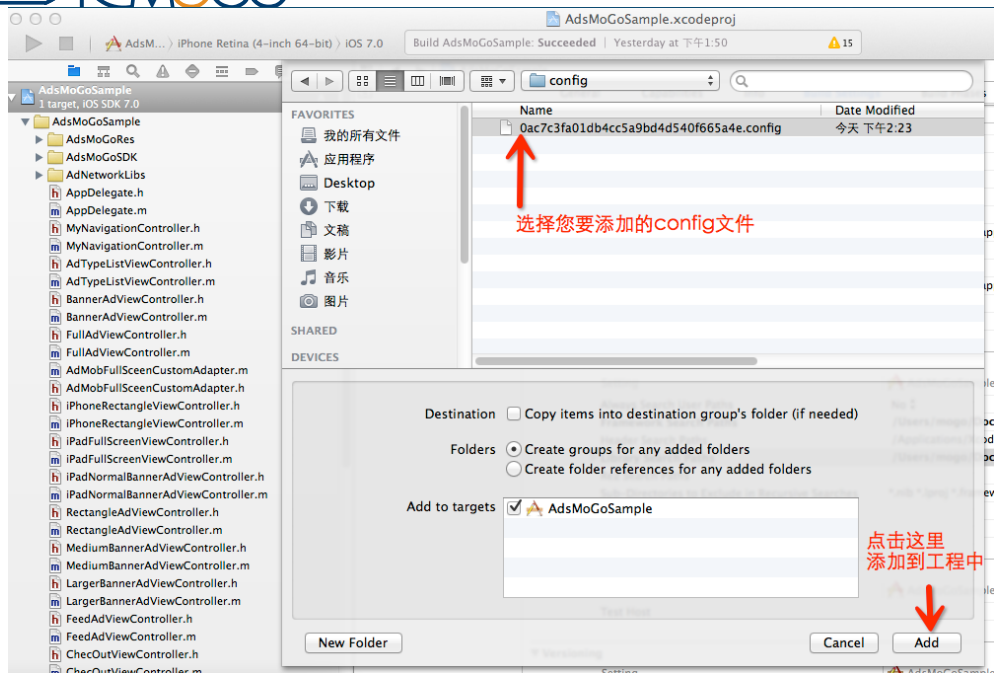 AdsMoGoSample.xcodeproj
AdsM...〉 iPhone Retina (4-inch 64-bit)〉 iOS 7.0
Build AdsMoGoSample: Succeeded | Yesterday at 下午1:50
15
AdsMoGoSample
1 target, iOS SDK 7.0
AdsMoGoSample
AdsMoGoRes
AdsMoGoSDK
AdNetworkLibs
AppDelegate.h
AppDelegate.m
MyNavigationController.h
MyNavigationController.m
AdTypeListViewController.h
AdTypeListViewController.m
BannerAdViewController.h
BannerAdViewController.m
FullAdViewController.h
FullAdViewController.m
AdMobFullSceenCustomAdapter.m
AdMobFullSceenCustomAdapter.h
iPhoneRectangleViewController.h
iPhoneRectangleViewController.m
iPadFullScreenViewController.h
iPadFullScreenViewController.m
iPadNormalBannerAdViewController.h
iPadNormalBannerAdViewController.m
RectangleAdViewController.h
RectangleAdViewController.m
MediumBannerAdViewController.h
MediumBannerAdViewController.m
LargerBannerAdViewController.h
LargerBannerAdViewController.m
FeedAdViewController.h
FeedAdViewController.m
ChecOutViewController.h
ChecOutViewController.m
config
FAVORITES
我的所有文件
应用程序
Desktop
下载
文稿
影片
音乐
图片
SHARED
DEVICES
Name
Date Modified
0ac7c3fa01db4cc5a9bd4d540f665a4e.config
今天 下午2:23
选择您要添加的config文件
Destination
Copy items into destination group's folder (if needed)
Folders
Create groups for any added folders
Create folder references for any added folders
Add to targets
AdsMoGoSample
点击这里
添加到工程中
New Folder
Cancel
Add
Versioning
Setting
AdsMoGoSample